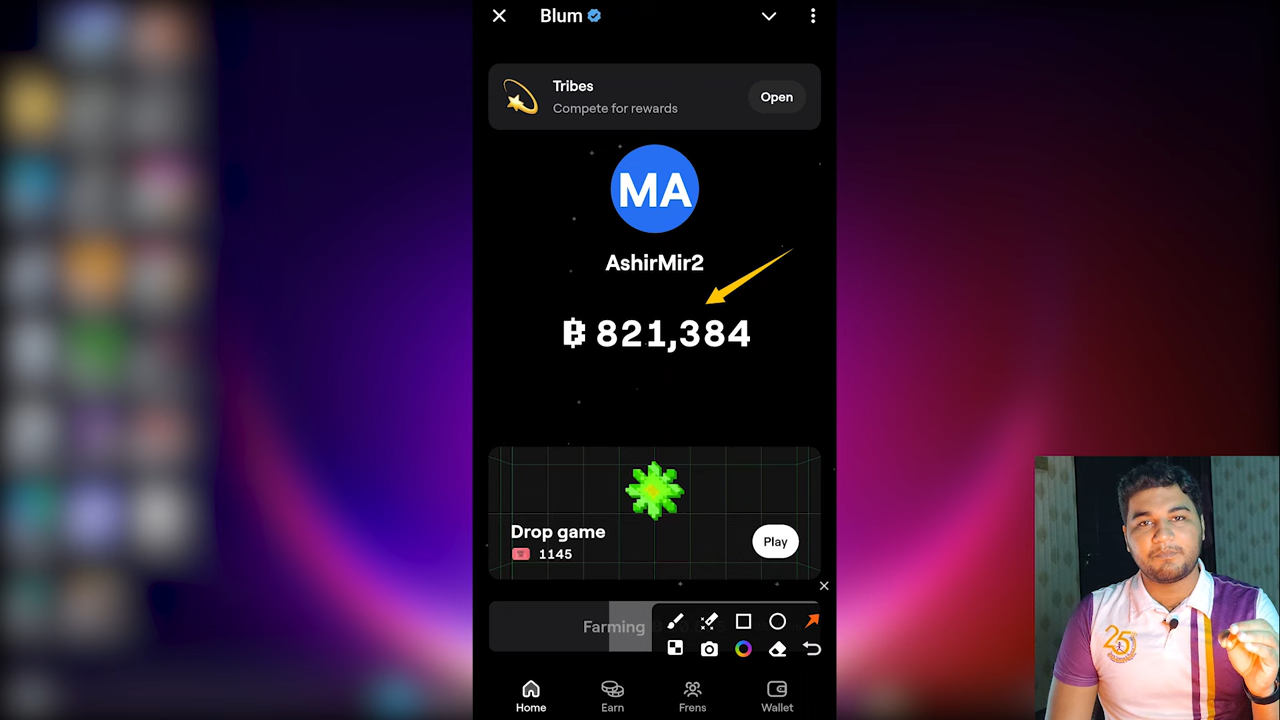 Blum
Tribes
Compete for rewards
Open
MA
AshirMir2
821,384
Drop game
1145
Play
Farming
Home
Earn
Frens
Wallet
25